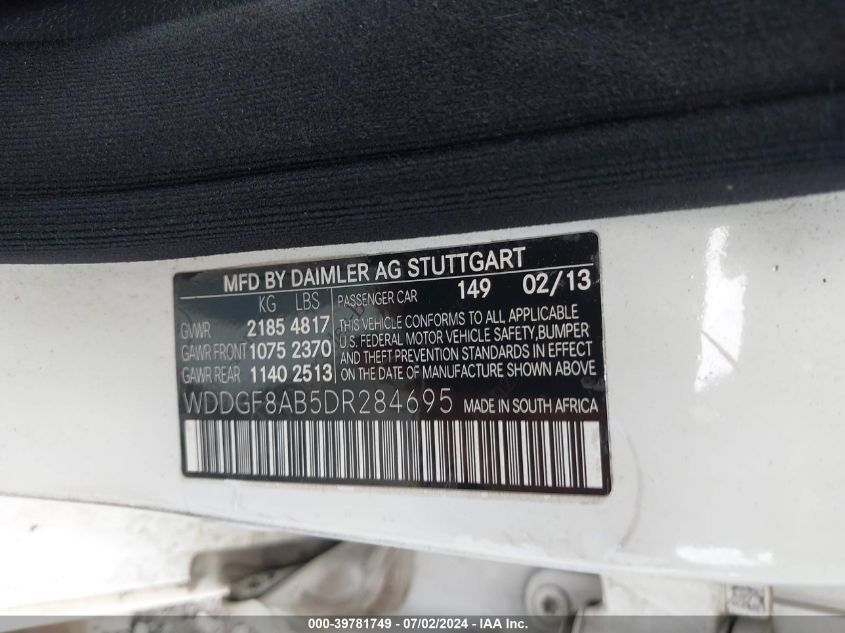 MFD BY DAIMLER AG STUTTGART
KG LBS PASSENGER CAR 149 02/13
GVWR 2185 4817
GAWR FRONT 1075 2370
GAWR REAR 1140 2513
THIS VEHICLE CONFORMS TO ALL APPLICABLE
U.S. FEDERAL MOTOR VEHICLE SAFETY,BUMPER
AND THEFT PREVENTION STANDARDS IN EFFECT
ON THE DATE OF MANUFACTURE SHOWN ABOVE
WDDGF8AB5DR284695 MADE IN SOUTH AFRICA
000-39781749 - 07/02/2024 - IAA Inc.